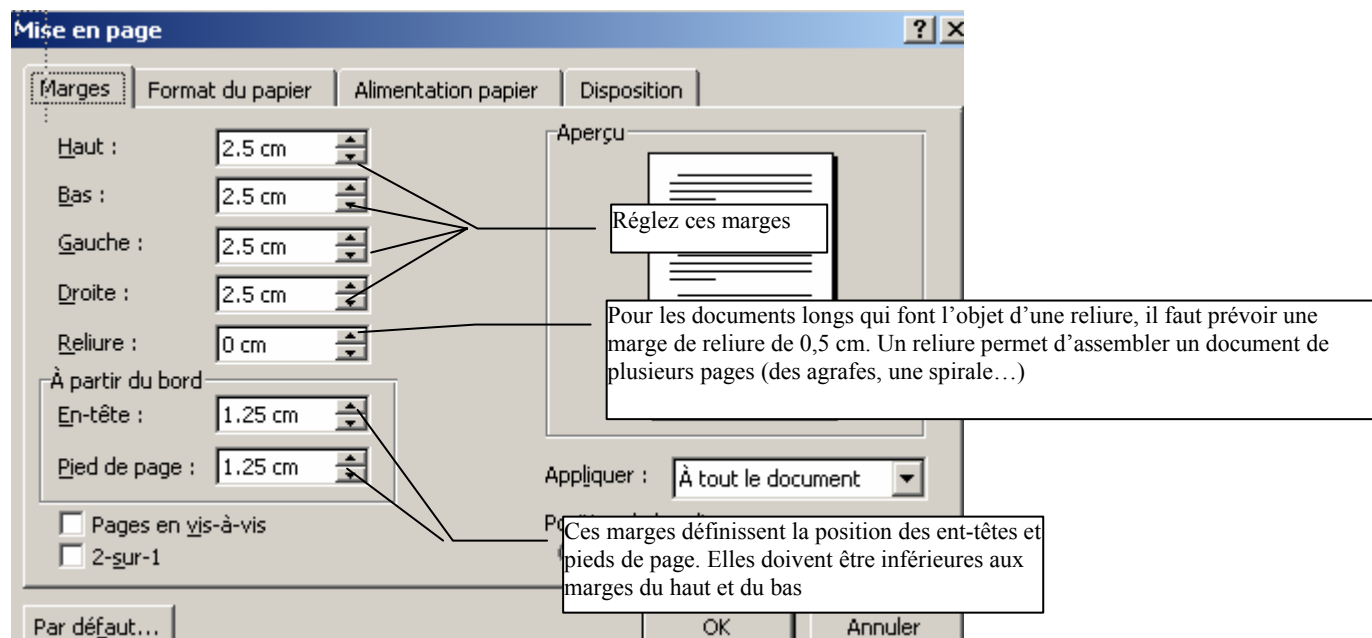 Mise en page
Marges Format du papier Alimentation papier Disposition
Haut : 2.5 cm
Bas : 2.5 cm
Gauche : 2.5 cm
Droite : 2.5 cm
Reliure : 0 cm
À partir du bord
En-tête : 1.25 cm
Pied de page : 1.25 cm
Pages en vis-à-vis
2-sur-1
Aperçu
Réglez ces marges
Pour les documents longs qui font l’objet d’une reliure, il faut prévoir une
marge de reliure de 0,5 cm. Un reliure permet d’assembler un document de
plusieurs pages (des agrafes, une spirale…)
Appliquer : À tout le document
Ces marges définissent la position des ent-têtes et
pieds de page. Elles doivent être inférieures aux
marges du haut et du bas
Par défaut... OK Annuler